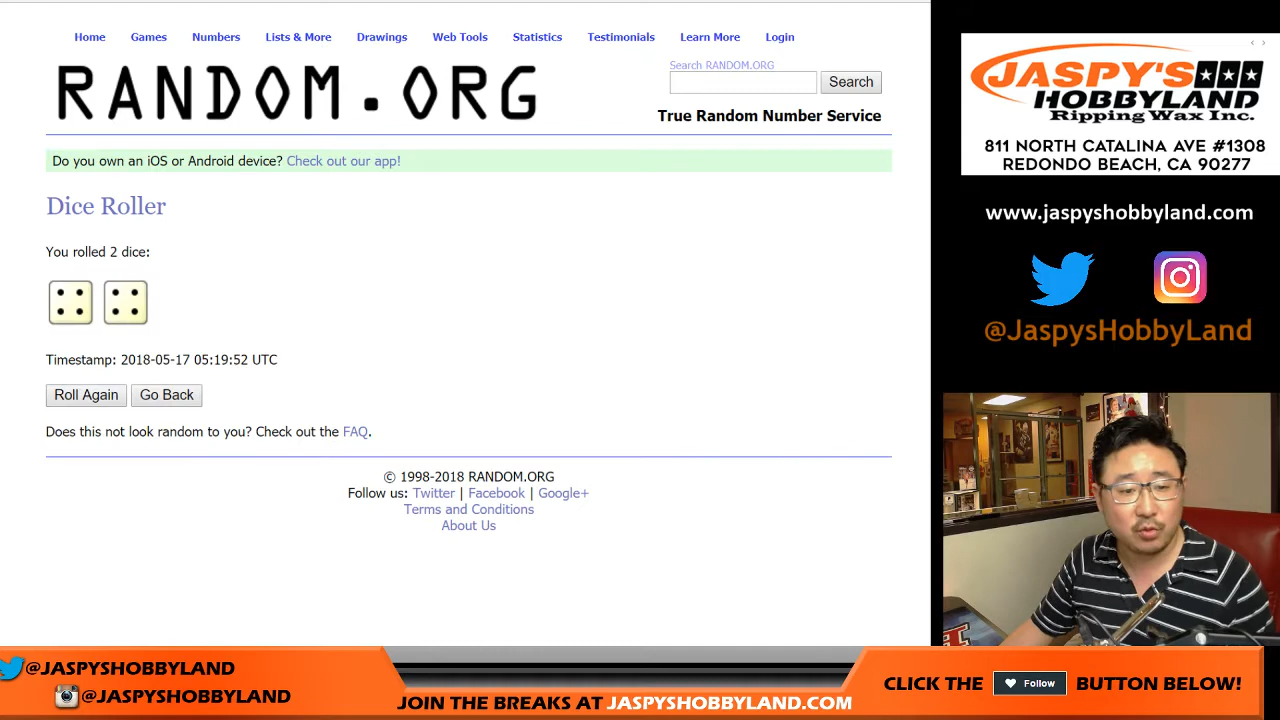 Home Games Numbers Lists & More Drawings Web Tools Statistics Testimonials Learn More Login
RANDOM.ORG
Search RANDOM.ORG
Search
True Random Number Service
Do you own an iOS or Android device? Check out our app!
Dice Roller
You rolled 2 dice:
Timestamp: 2018-05-17 05:19:52 UTC
Roll Again Go Back
Does this not look random to you? Check out the FAQ.
© 1998-2018 RANDOM.ORG
Follow us: Twitter | Facebook | Google+
Terms and Conditions
About Us
JASPY'S
HOBBYLAND
Ripping Wax Inc.
811 NORTH CATALINA AVE #1308
REDONDO BEACH, CA 90277
www.jaspyshobbyland.com
@JaspysHobbyLand
@JASPYSHOBBYLAND
@JASPYSHOBBYLAND
JOIN THE BREAKS AT JASPYSHOBBYLAND.COM
CLICK THE Follow BUTTON BELOW!